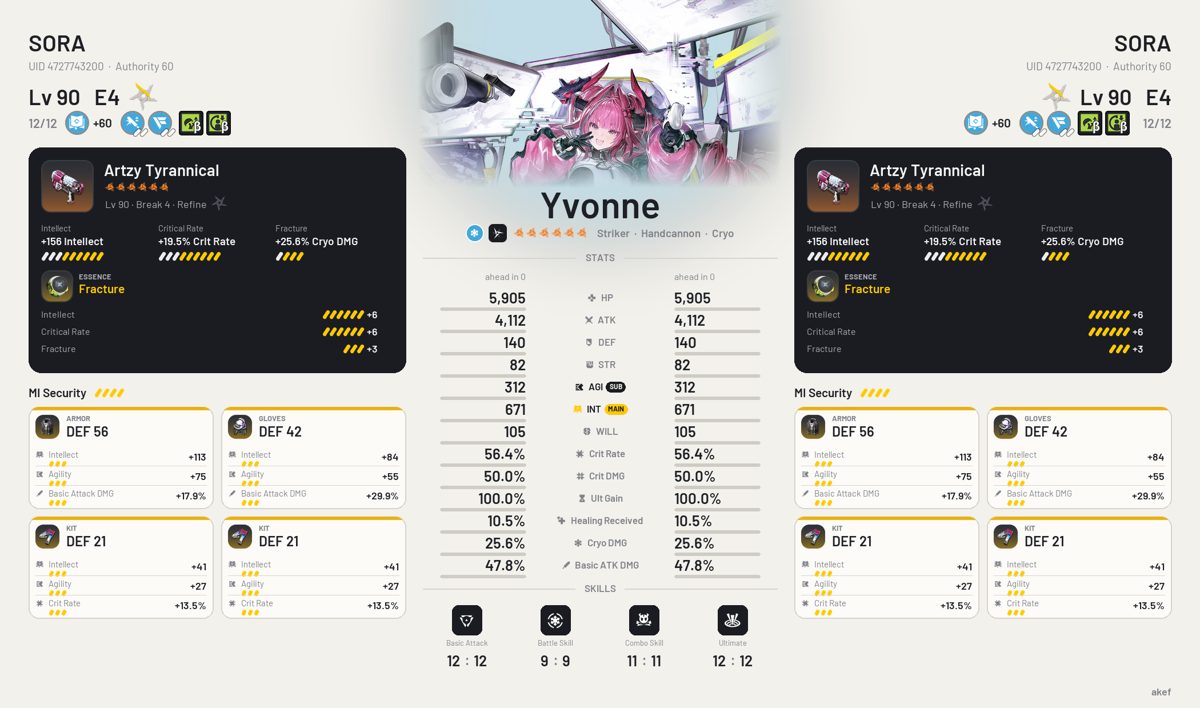 SORA
UID 4727743200 · Authority 60
Lv 90 E4
12/12 +60 β β
Artzy Tyrannical
Lv 90 · Break 4 · Refine
Intellect Critical Rate Fracture
+156 Intellect +19.5% Crit Rate +25.6% Cryo DMG
ESSENCE
Fracture
Intellect +6
Critical Rate +6
Fracture +3
MI Security
ARMOR
DEF 56
Intellect +113
Agility +75
Basic Attack DMG +17.9%
GLOVES
DEF 42
Intellect +84
Agility +55
Basic Attack DMG +29.9%
KIT
DEF 21
Intellect +41
Agility +27
Crit Rate +13.5%
KIT
DEF 21
Intellect +41
Agility +27
Crit Rate +13.5%
Yvonne
Striker · Handcannon · Cryo
STATS
ahead in 0 ahead in 0
5,905 HP 5,905
4,112 ATK 4,112
140 DEF 140
82 STR 82
312 AGI SUB 312
671 INT MAIN 671
105 WILL 105
56.4% Crit Rate 56.4%
50.0% Crit DMG 50.0%
100.0% Ult Gain 100.0%
10.5% Healing Received 10.5%
25.6% Cryo DMG 25.6%
47.8% Basic ATK DMG 47.8%
SKILLS
Basic Attack Battle Skill Combo Skill Ultimate
12 : 12 9 : 9 11 : 11 12 : 12
SORA
UID 4727743200 · Authority 60
Lv 90 E4
+60 β β 12/12
Artzy Tyrannical
Lv 90 · Break 4 · Refine
Intellect Critical Rate Fracture
+156 Intellect +19.5% Crit Rate +25.6% Cryo DMG
ESSENCE
Fracture
Intellect +6
Critical Rate +6
Fracture +3
MI Security
ARMOR
DEF 56
Intellect +113
Agility +75
Basic Attack DMG +17.9%
GLOVES
DEF 42
Intellect +84
Agility +55
Basic Attack DMG +29.9%
KIT
DEF 21
Intellect +41
Agility +27
Crit Rate +13.5%
KIT
DEF 21
Intellect +41
Agility +27
Crit Rate +13.5%
akef